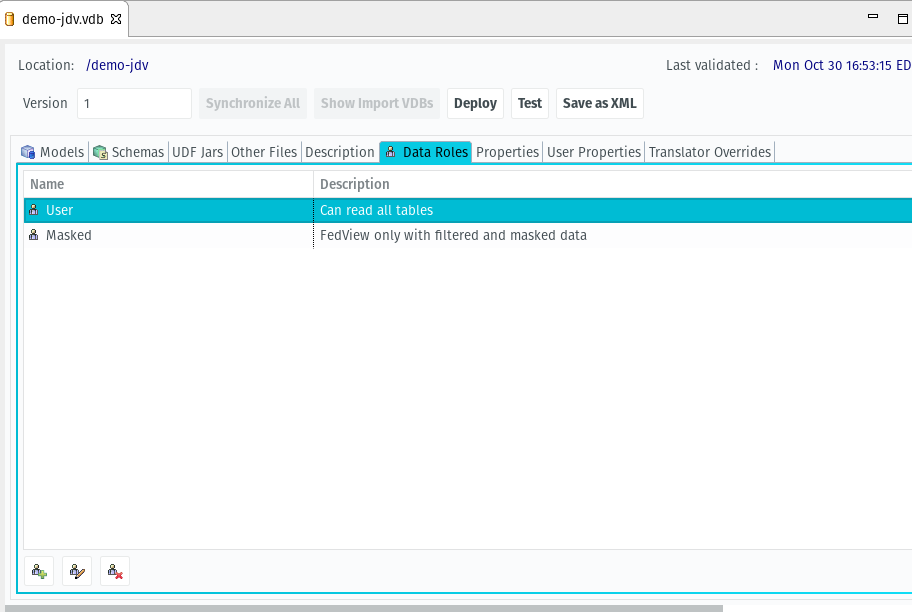 demo-jdv.vdb
Location: /demo-jdv Last validated : Mon Oct 30 16:53:15 ED
Version 1 Synchronize All Show Import VDBs Deploy Test Save as XML
Models Schemas UDF Jars Other Files Description Data Roles Properties User Properties Translator Overrides
Name Description
User Can read all tables
Masked FedView only with filtered and masked data